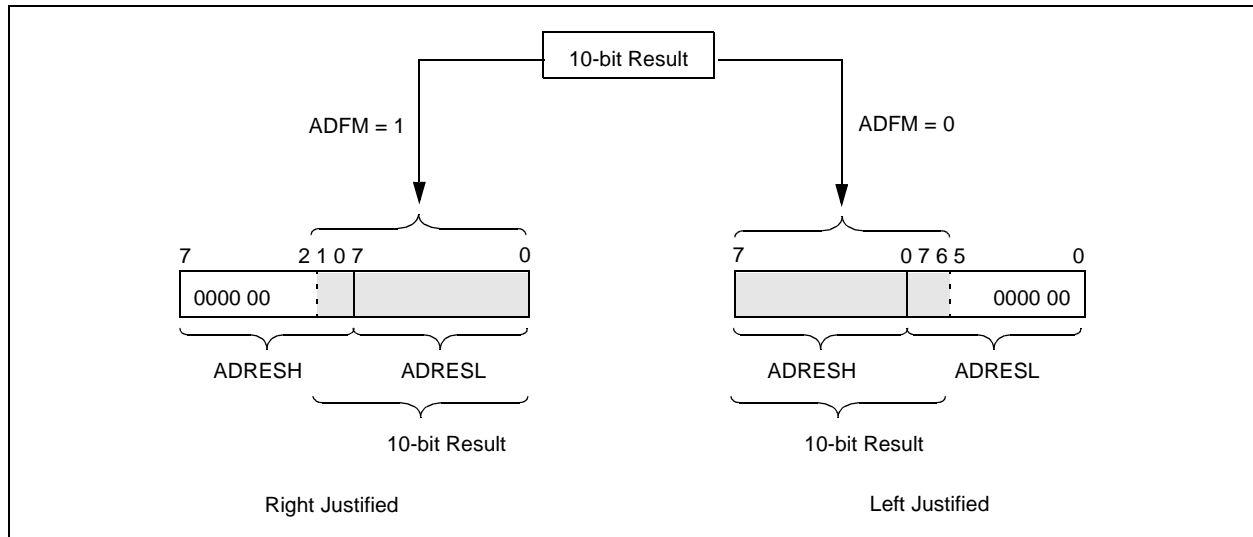 10-bit Result
ADFM = 1
ADFM = 0
7 2 1 0 7 0
0000 00
ADRESH ADRESL
10-bit Result
Right Justified
7 0 7 6 5 0
0000 00
ADRESH ADRESL
10-bit Result
Left Justified